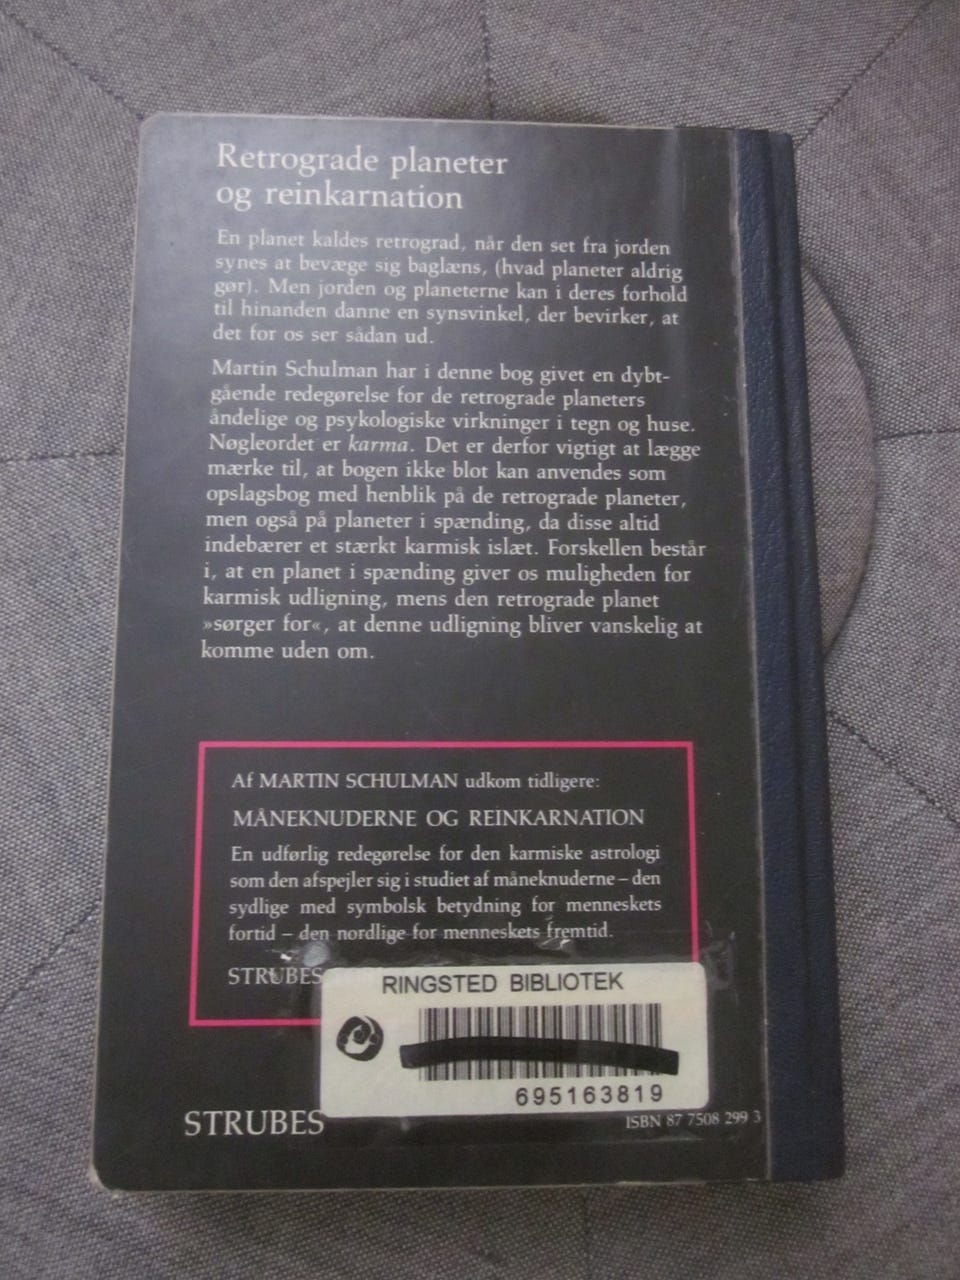 Retrograde planeter
og reinkarnation
En planet kaldes retrograd, når den set fra jorden
synes at bevæge sig baglæns, (hvad planeter aldrig
gør). Men jorden og planeterne kan i deres forhold
til hinanden danne en synsvinkel, der bevirker, at
det for os ser sådan ud.
Martin Schulman har i denne bog givet en dybt-
gående redegørelse for de retrograde planeters
åndelige og psykologiske virkninger i tegn og huse.
Nøgleordet er karma. Det er derfor vigtigt at lægge
mærke til, at bogen ikke blot kan anvendes som
opslagsbog med henblik på de retrograde planeter,
men også på planeter i spænding, da disse altid
indebærer et stærkt karmisk islæt. Forskellen består
i, at en planet i spænding giver os muligheden for
karmisk udligning, mens den retrograde planet
»sørger for«, at denne udligning bliver vanskelig at
komme uden om.
Af MARTIN SCHULMAN udkom tidligere:
MÅNEKNUDERNE OG REINKARNATION
En udførlig redegørelse for den karmiske astrologi
som den afspejler sig i studiet af måneknuderne – den
sydlige med symbolsk betydning for menneskets
fortid – den nordlige for menneskets fremtid.
STRUBES
RINGSTED BIBLIOTEK
695163819
STRUBES
ISBN 87 7508 299 3